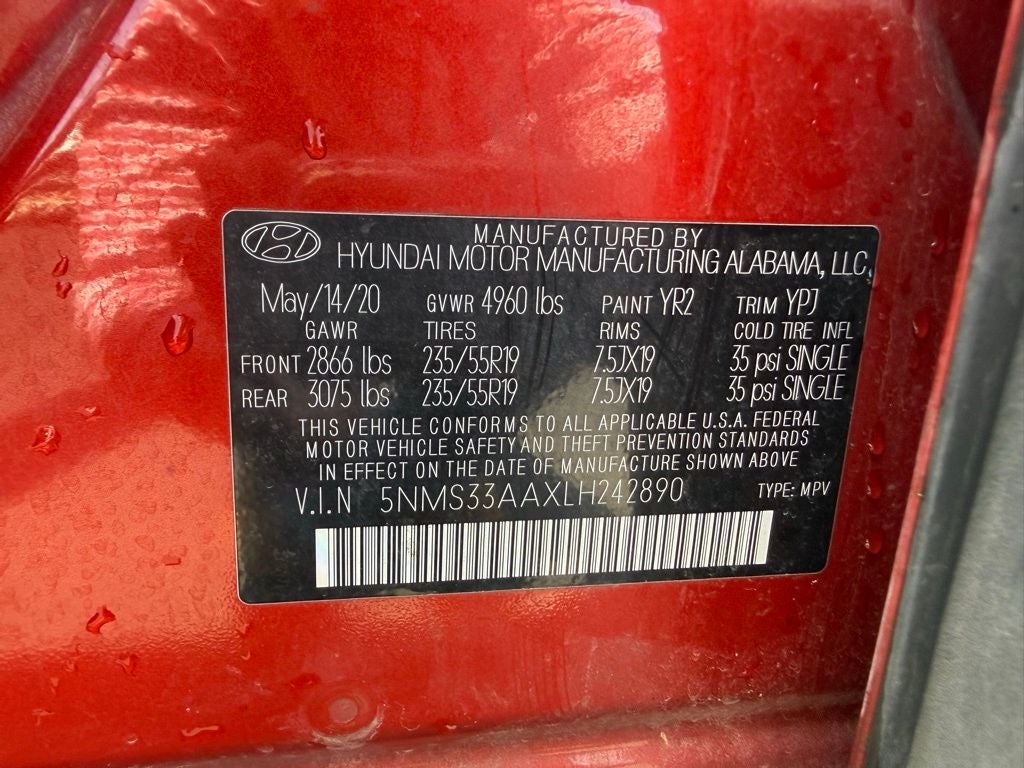 MANUFACTURED BY
HYUNDAI MOTOR MANUFACTURING ALABAMA, LLC.
May/14/20 GVWR 4960 lbs PAINT YR2 TRIM YPJ
GAWR TIRES RIMS COLD TIRE INFL
FRONT 2866 lbs 235/55R19 7.5JX19 35 psi SINGLE
REAR 3075 lbs 235/55R19 7.5JX19 35 psi SINGLE
THIS VEHICLE CONFORMS TO ALL APPLICABLE U.S.A. FEDERAL
MOTOR VEHICLE SAFETY AND THEFT PREVENTION STANDARDS
IN EFFECT ON THE DATE OF MANUFACTURE SHOWN ABOVE
V.I.N 5NMS33AAXLH242890 TYPE: MPV